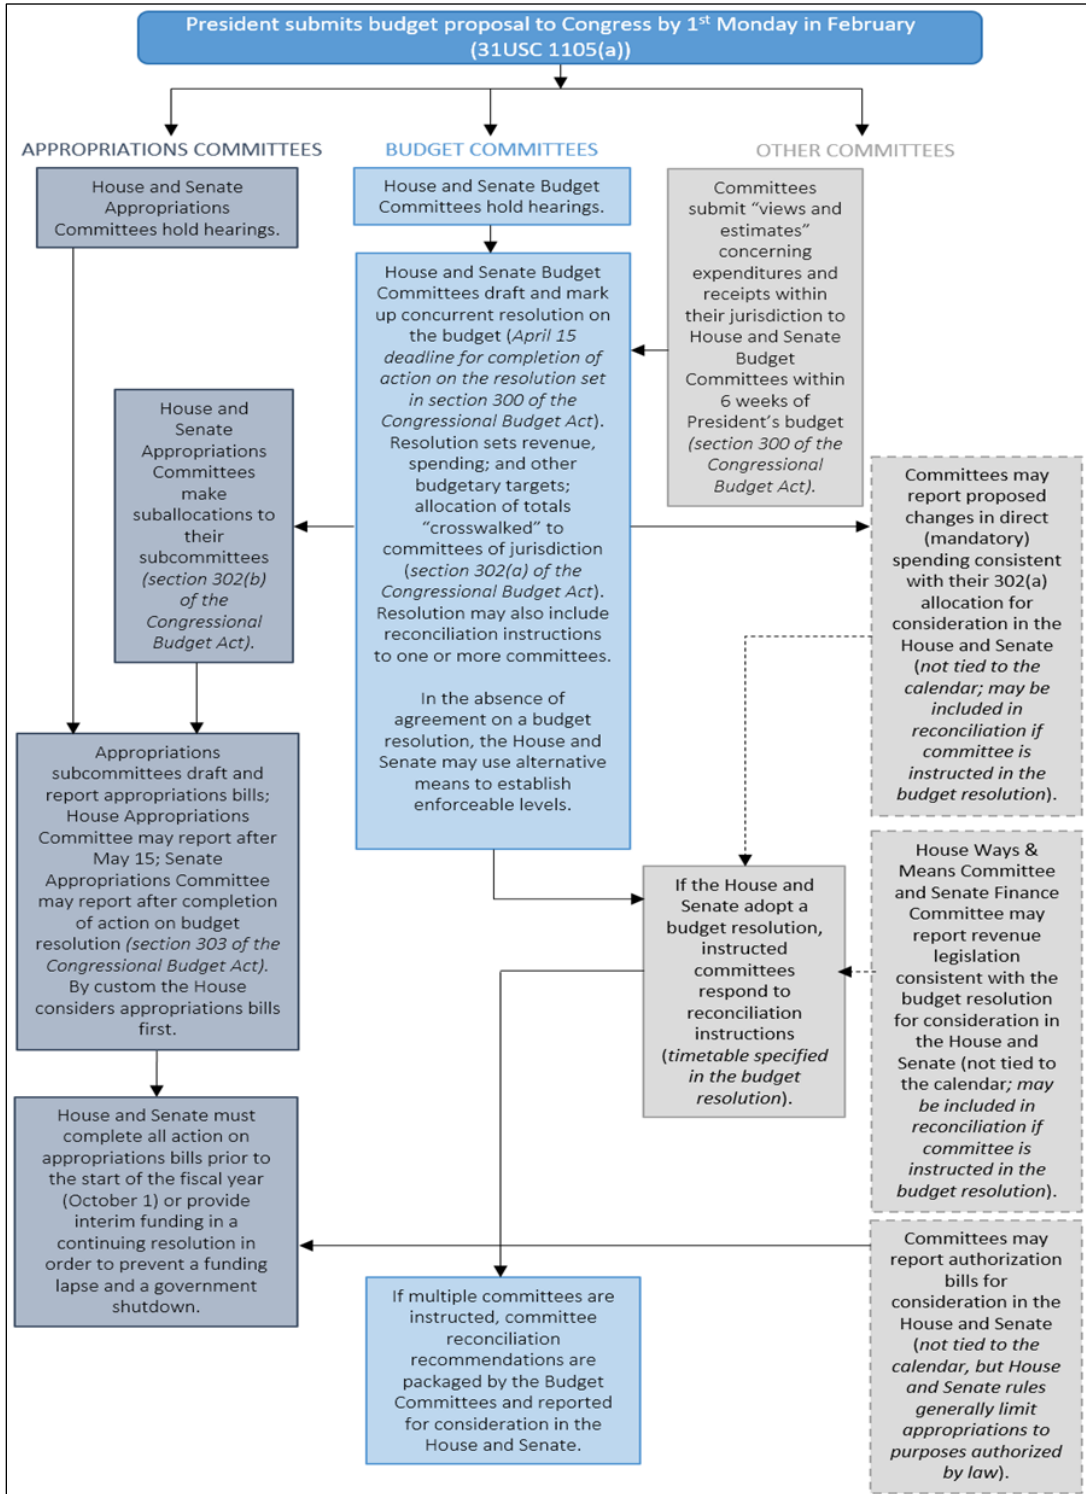 President submits budget proposal to Congress by 1st Monday in February
(31USC 1105(a))
APPROPRIATIONS COMMITTEES
House and Senate
Appropriations
Committees hold hearings.
House and
Senate
Appropriations
Committees
make
suballocations to
their
subcommittees
(section 302(b)
of the
Congressional
Budget Act).
Appropriations
subcommittees draft and
report appropriations bills;
House Appropriations
Committee may report after
May 15; Senate
Appropriations Committee
may report after completion
of action on budget
resolution (section 303 of the
Congressional Budget Act).
By custom the House
considers appropriations bills
first.
House and Senate must
complete all action on
appropriations bills prior to
the start of the fiscal year
(October 1) or provide
interim funding in a
continuing resolution in
order to prevent a funding
lapse and a government
shutdown.
BUDGET COMMITTEES
House and Senate Budget
Committees hold hearings.
House and Senate Budget
Committees draft and mark
up concurrent resolution on
the budget (April 15
deadline for completion of
action on the resolution set
in section 300 of the
Congressional Budget Act).
Resolution sets revenue,
spending; and other
budgetary targets;
allocation of totals
“crosswalked” to
committees of jurisdiction
(section 302(a) of the
Congressional Budget Act).
Resolution may also include
reconciliation instructions
to one or more committees.
In the absence of
agreement on a budget
resolution, the House and
Senate may use alternative
means to establish
enforceable levels.
If multiple committees are
instructed, committee
reconciliation
recommendations are
packaged by the Budget
Committees and reported
for consideration in the
House and Senate.
OTHER COMMITTEES
Committees
submit “views and
estimates”
concerning
expenditures and
receipts within
their jurisdiction to
House and Senate
Budget
Committees within
6 weeks of
President’s budget
(section 300 of the
Congressional
Budget Act).
If the House and
Senate adopt a
budget resolution,
instructed
committees
respond to
reconciliation
instructions
(timetable specified
in the budget
resolution).
Committees may
report proposed
changes in direct
(mandatory)
spending consistent
with their 302(a)
allocation for
consideration in the
House and Senate
(not tied to the
calendar; may be
included in
reconciliation if
committee is
instructed in the
budget resolution).
House Ways &
Means Committee
and Senate Finance
Committee may
report revenue
legislation
consistent with the
budget resolution
for consideration in
the House and
Senate (not tied to
the calendar; may
be included in
reconciliation if
committee is
instructed in the
budget resolution).
Committees may
report authorization
bills for
consideration in the
House and Senate
(not tied to the
calendar, but House
and Senate rules
generally limit
appropriations to
purposes authorized
by law).